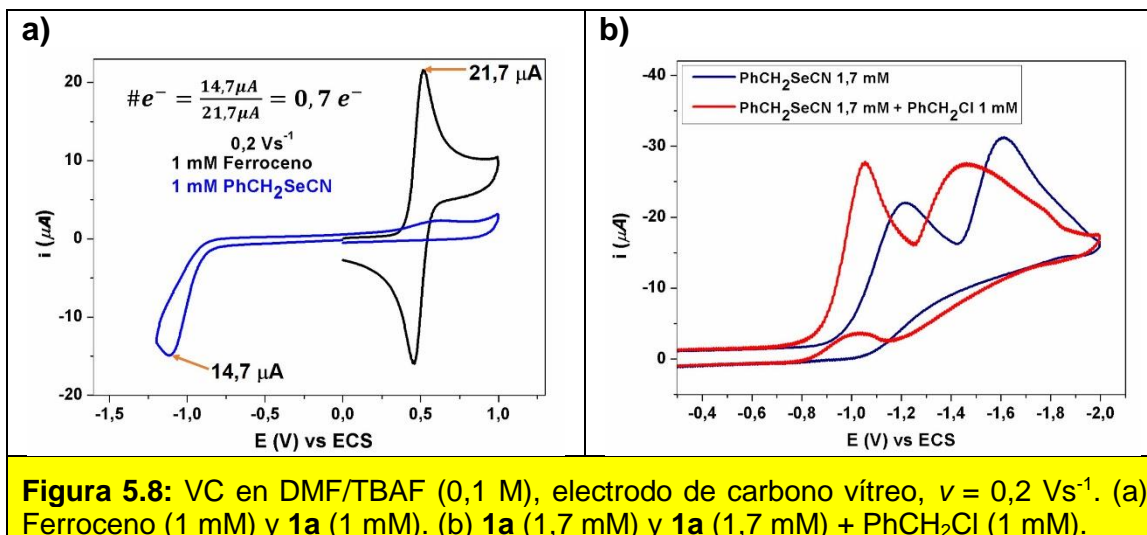 a)
21,7 µA
#e⁻ = 14,7µA / 21,7µA = 0,7 e⁻
0,2 Vs⁻¹
1 mM Ferroceno
1 mM PhCH₂SeCN
14,7 µA
i (µA)
20
10
0
-10
-20
-1,5 -1,0 -0,5 0,0 0,5 1,0
E (V) vs ECS
b)
PhCH₂SeCN 1,7 mM
PhCH₂SeCN 1,7 mM + PhCH₂Cl 1 mM
i (µA)
-40
-30
-20
-10
0
-0,4 -0,6 -0,8 -1,0 -1,2 -1,4 -1,6 -1,8 -2,0
E (V) vs ECS
Figura 5.8: VC en DMF/TBAF (0,1 M), electrodo de carbono vítreo, v = 0,2 Vs⁻¹. (a)
Ferroceno (1 mM) y 1a (1 mM). (b) 1a (1,7 mM) y 1a (1,7 mM) + PhCH₂Cl (1 mM).